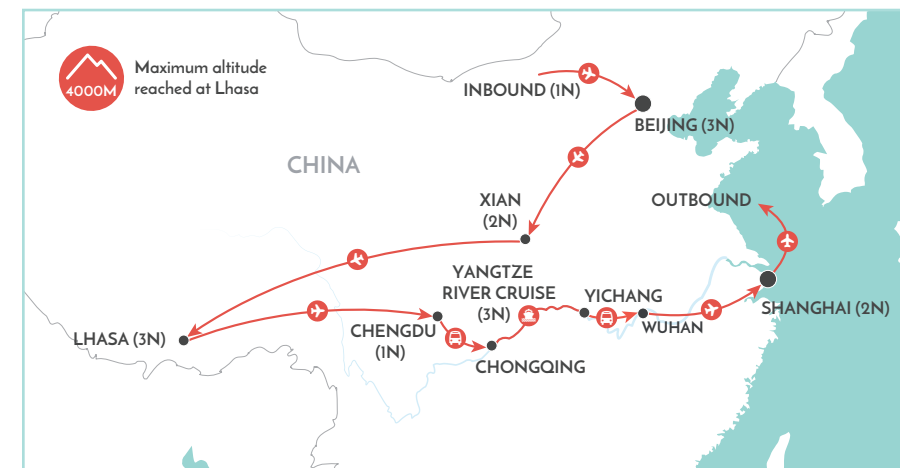 4000M
Maximum altitude
reached at Lhasa
INBOUND (1N)
BEIJING (3N)
CHINA
XIAN
(2N)
OUTBOUND
YANGTZE
RIVER CRUISE
(3N)
YICHANG
SHANGHAI (2N)
WUHAN
LHASA (3N)
CHENGDU
(1N)
CHONGQING